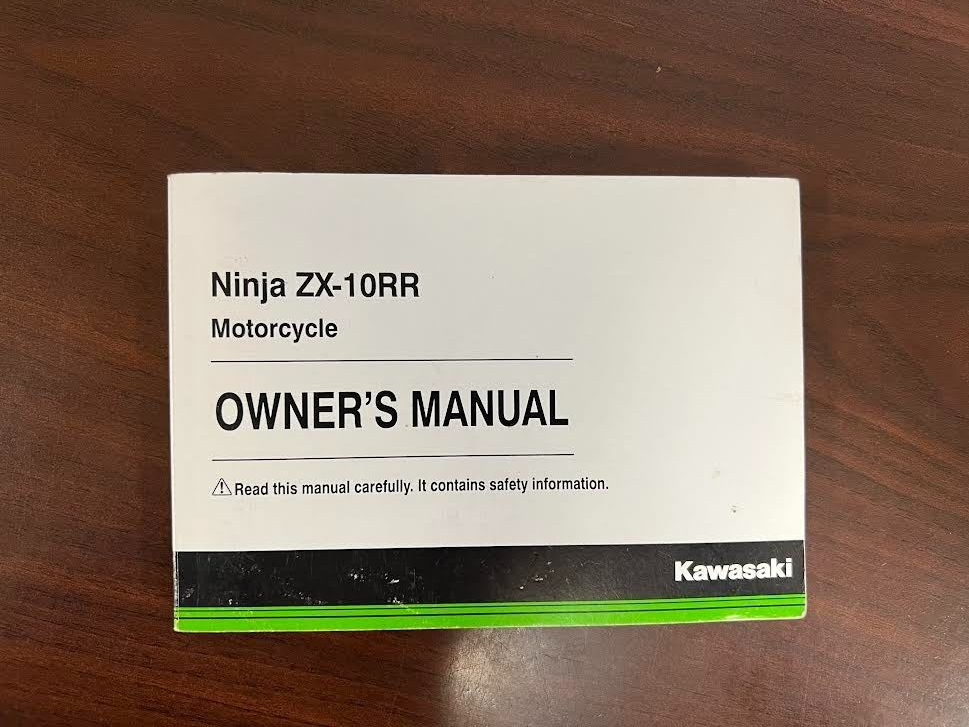 Ninja ZX-10RR
Motorcycle
OWNER'S MANUAL
Read this manual carefully. It contains safety information.
Kawasaki